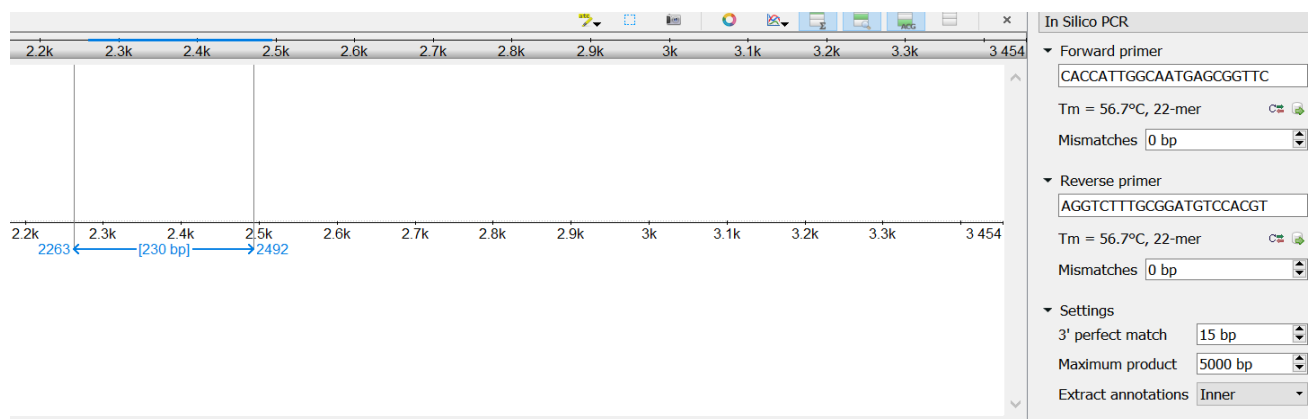 In Silico PCR
2.2k 2.3k 2.4k 2.5k 2.6k 2.7k 2.8k 2.9k 3k 3.1k 3.2k 3.3k 3 454
Forward primer
CACCATTGGCAATGAGCGGTTC
Tm = 56.7°C, 22-mer
Mismatches 0 bp
Reverse primer
AGGTCTTTGCGGATGTCCACGT
2.2k 2.3k 2.4k 2.5k 2.6k 2.7k 2.8k 2.9k 3k 3.1k 3.2k 3.3k 3 454
2263 [230 bp] 2492
Tm = 56.7°C, 22-mer
Mismatches 0 bp
Settings
3' perfect match 15 bp
Maximum product 5000 bp
Extract annotations Inner